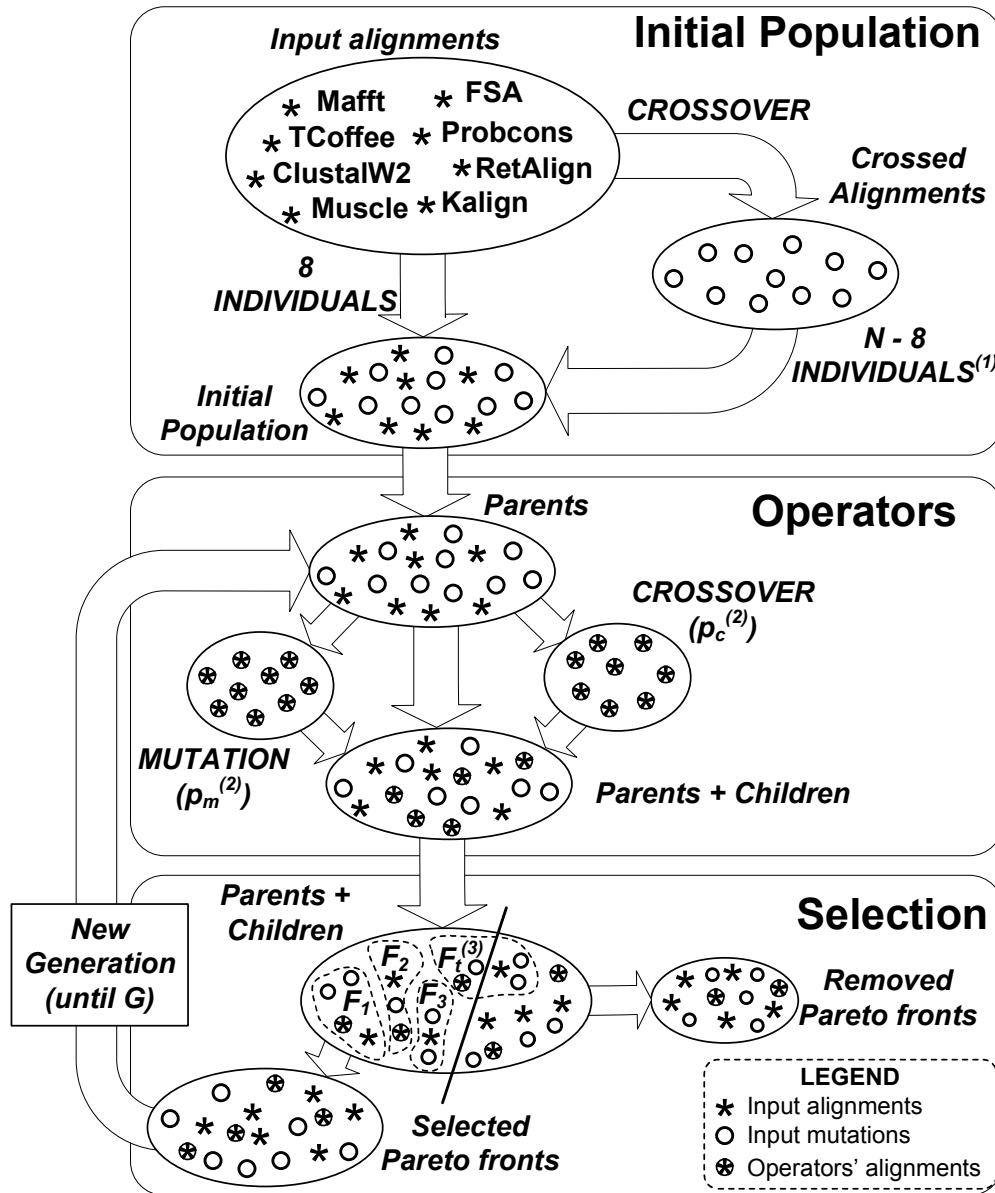 Initial Population
Input alignments
* Mafft
* FSA
* TCoffee
* Probcons
* ClustalW2
* RetAlign
* Muscle
* Kalign
CROSSOVER
Crossed
Alignments
8
INDIVIDUALS
N - 8
INDIVIDUALS(1)
Initial
Population
Operators
Parents
CROSSOVER
(pc(2))
MUTATION
(pm(2))
Parents + Children
Selection
Parents +
Children
New
Generation
(until G)
F1
F2
F3
Ft(3)
Removed
Pareto fronts
Selected
Pareto fronts
LEGEND
* Input alignments
Input mutations
Operators' alignments